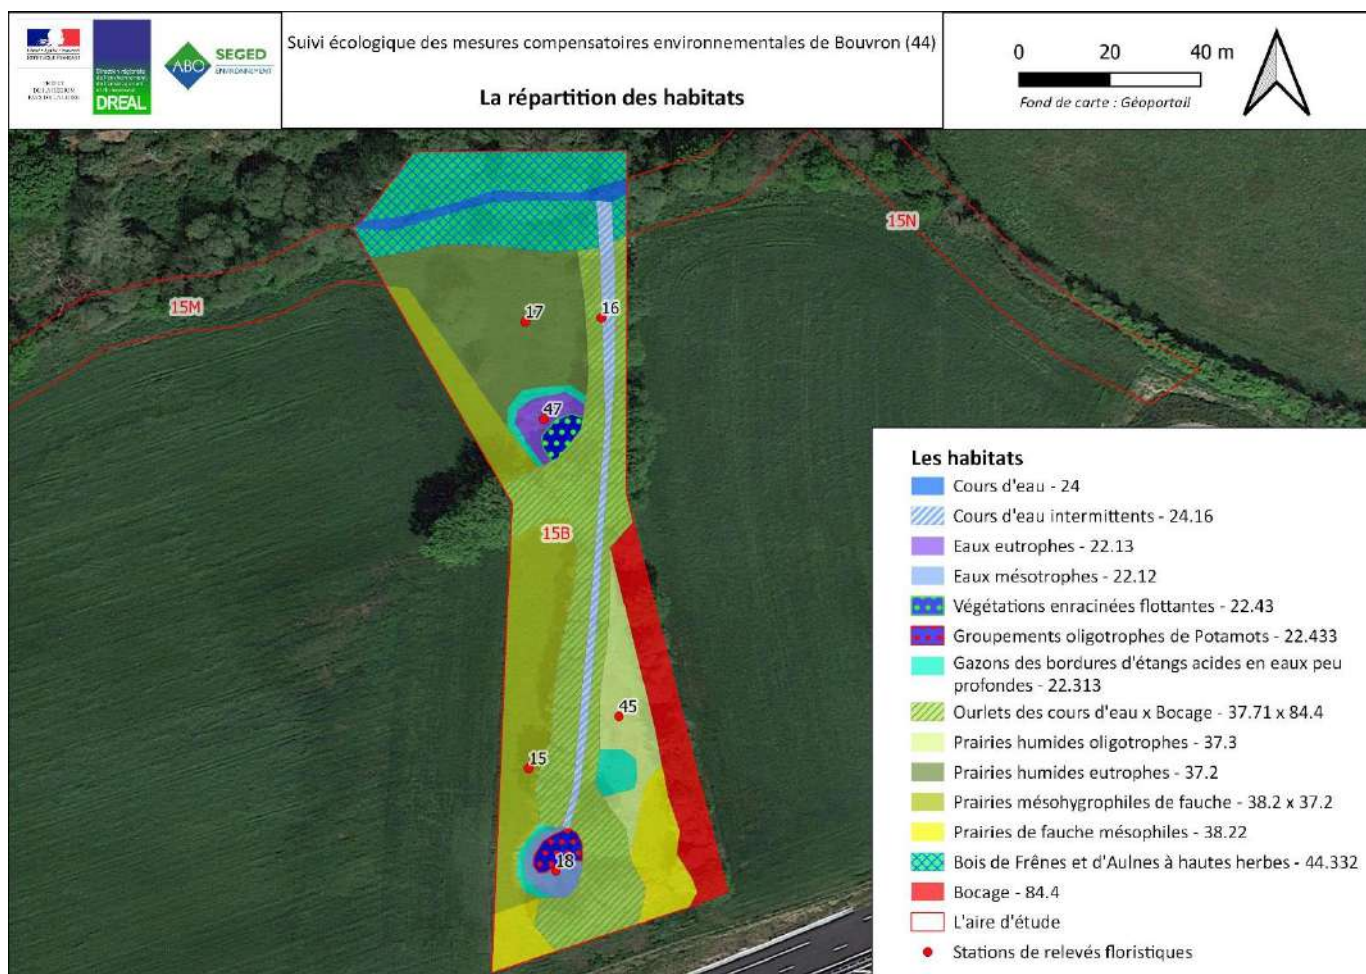 DREAL
ABO
SEGED
ENVIRONNEMENT
Suivi écologique des mesures compensatoires environnementales de Bouvron (44)
La répartition des habitats
0 20 40 m
Fond de carte : Géoportail
15N
15M
17
16
47
15B
45
15
18
Les habitats
Cours d'eau - 24
Cours d'eau intermittents - 24.16
Eaux eutrophes - 22.13
Eaux mésotrophes - 22.12
Végétations enracinées flottantes - 22.43
Groupements oligotrophes de Potamots - 22.433
Gazons des bordures d'étangs acides en eaux peu
profondes - 22.313
Ourlets des cours d'eau x Bocage - 37.71 x 84.4
Prairies humides oligotrophes - 37.3
Prairies humides eutrophes - 37.2
Prairies mésohygrophiles de fauche - 38.2 x 37.2
Prairies de fauche mésophiles - 38.22
Bois de Frênes et d'Aulnes à hautes herbes - 44.332
Bocage - 84.4
L'aire d'étude
Stations de relevés floristiques